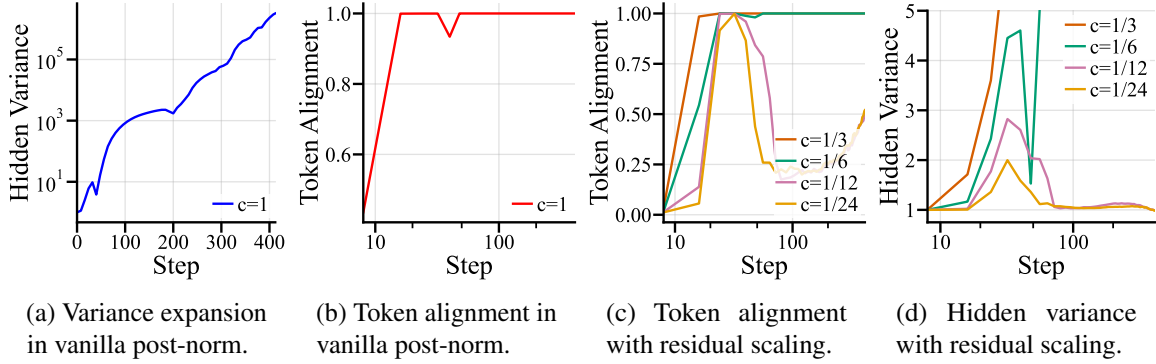 Hidden Variance
10^5
10^3
10^1
0
100
200
300
400
Step
c=1
Token Alignment
1.0
0.8
0.6
10
100
Step
c=1
Token Alignment
1.00
0.75
0.50
0.25
0.00
10
100
Step
c=1/3
c=1/6
c=1/12
c=1/24
Hidden Variance
5
4
3
2
1
10
100
Step
c=1/3
c=1/6
c=1/12
c=1/24
(a) Variance expansion
in vanilla post-norm.
(b) Token alignment in
vanilla post-norm.
(c) Token alignment
with residual scaling.
(d) Hidden variance
with residual scaling.